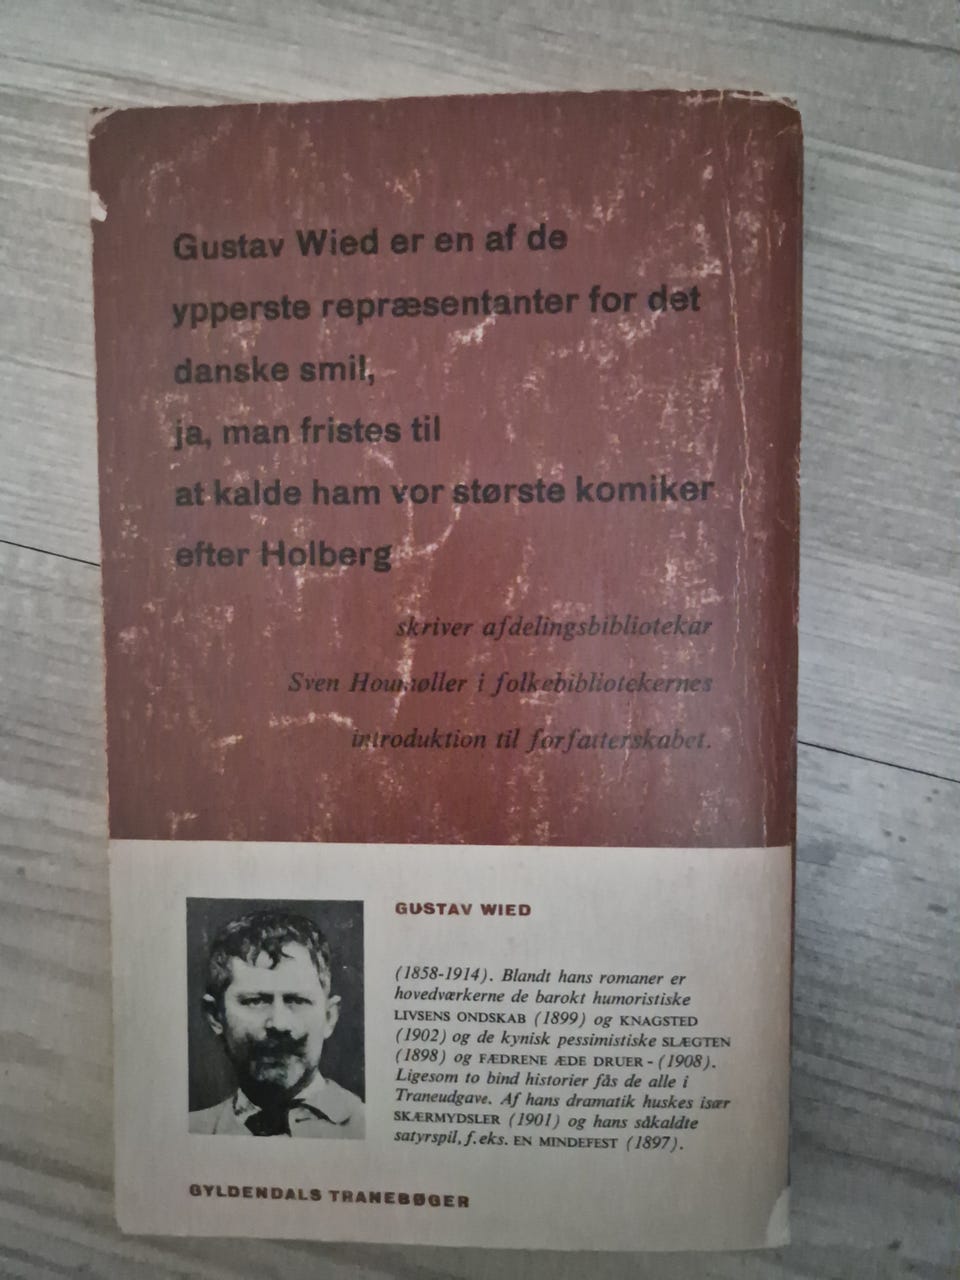 Gustav Wied er en af de
ypperste repræsentanter for det
danske smil,
ja, man fristes til
at kalde ham vor største komiker
efter Holberg
skriver afdelingsbibliotekar
Sven Houmøller i folkebibliotekernes
introduktion til forfatterskabet.
GUSTAV WIED
(1858-1914). Blandt hans romaner er
hovedværkerne de barokt humoristiske
LIVSENS ONDSKAB (1899) og KNAGSTED
(1902) og de kynisk pessimistiske SLÆGTEN
(1898) og FÆDRENE ÆDE DRUER - (1908).
Ligesom to bind historier fås de alle i
Traneudgave. Af hans dramatik huskes især
SKÆRMYDSLER (1901) og hans såkaldte
satyrspil, f. eks. EN MINDEFEST (1897).
GYLDENDALS TRANEBØGER